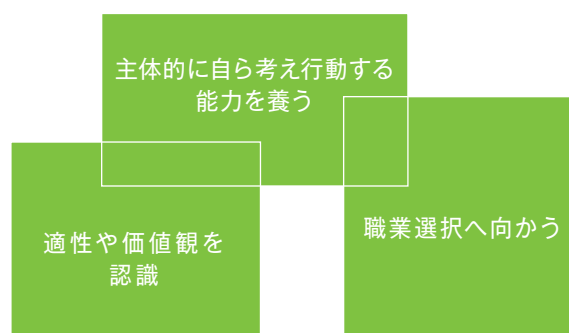 主体的に自ら考え行動する
能力を養う
適性や価値観を
認識
職業選択へ向かう